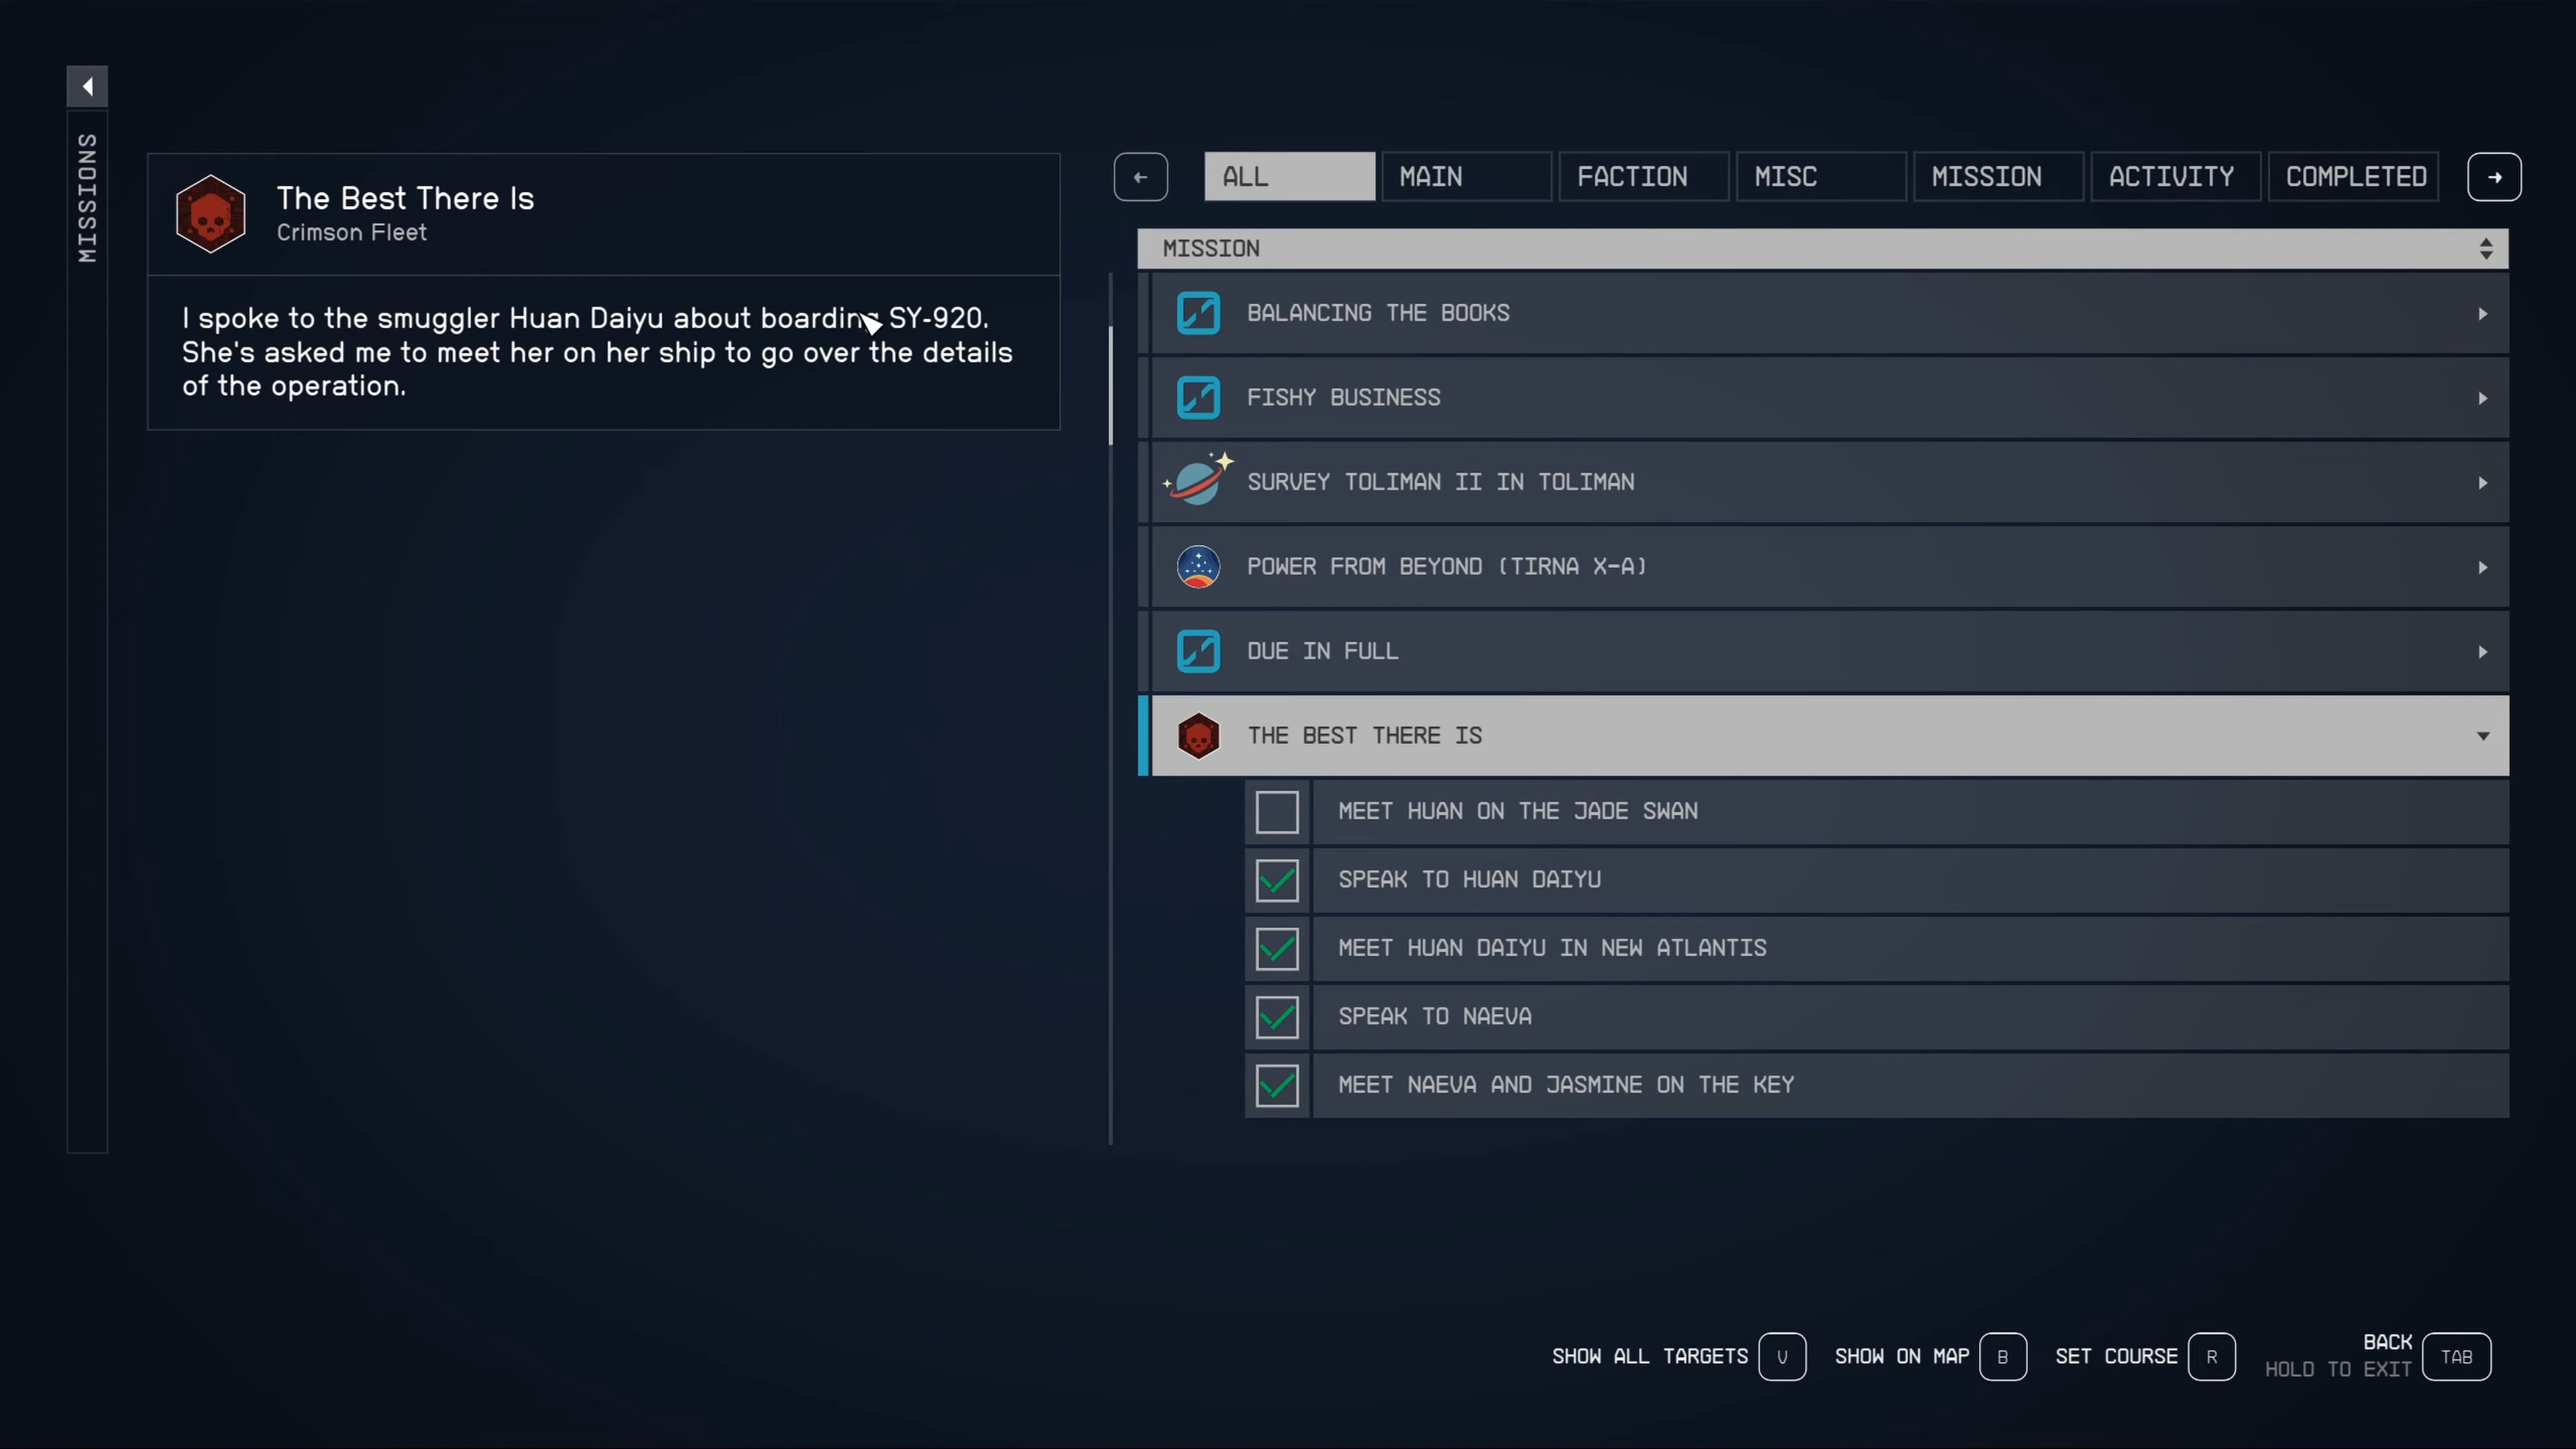 MISSIONS
The Best There Is
Crimson Fleet
I spoke to the smuggler Huan Daiyu about boarding SY-920.
She's asked me to meet her on her ship to go over the details
of the operation.
ALL
MAIN
FACTION
MISC
MISSION
ACTIVITY
COMPLETED
MISSION
BALANCING THE BOOKS
FISHY BUSINESS
SURVEY TOLIMAN II IN TOLIMAN
POWER FROM BEYOND (TIRNA X-A)
DUE IN FULL
THE BEST THERE IS
MEET HUAN ON THE JADE SWAN
SPEAK TO HUAN DAIYU
MEET HUAN DAIYU IN NEW ATLANTIS
SPEAK TO NAEVA
MEET NAEVA AND JASMINE ON THE KEY
SHOW ALL TARGETS V
SHOW ON MAP B
SET COURSE R
BACK
HOLD TO EXIT
TAB